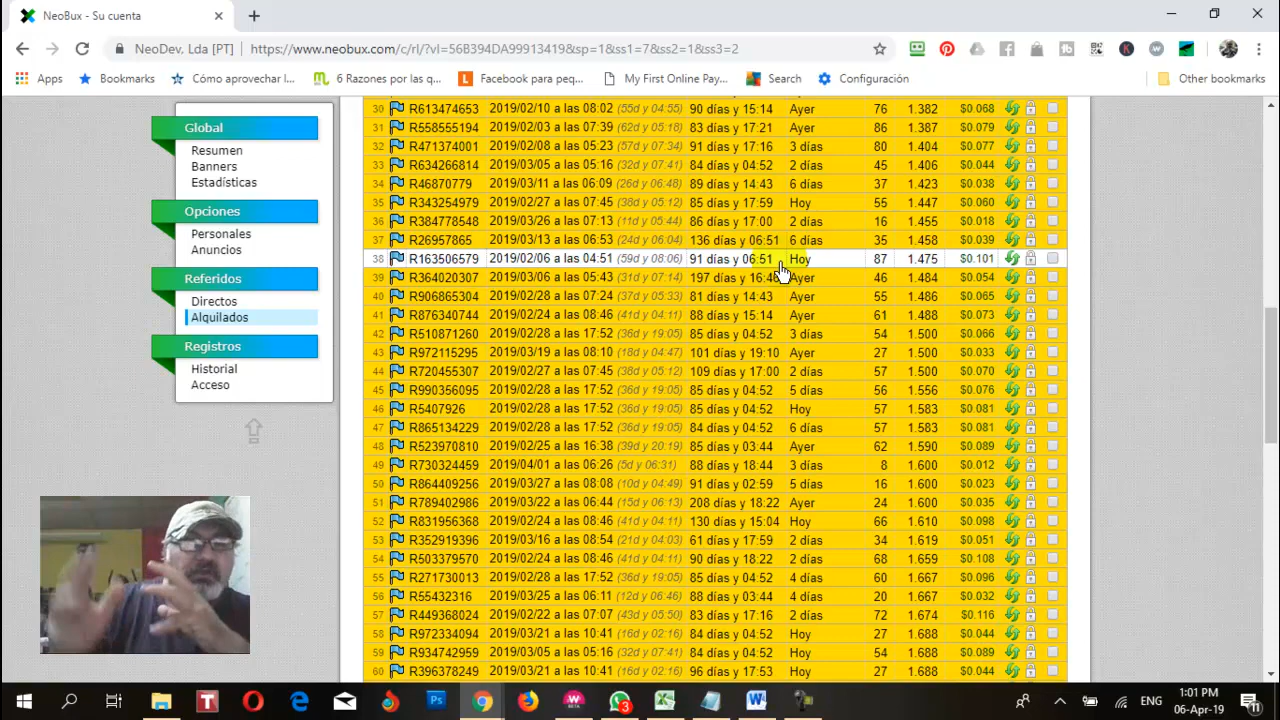 NeoBux - Su cuenta
NeoDev, Lda [PT] https://www.neobux.com/c/rl/?vl=56B394DA99913419&sp=1&ss1=7&ss2=1&ss3=2
Apps Bookmarks Cómo aprovechar l... 6 Razones por las q... Facebook para peq... My First Online Pay... Search Configuración Other bookmarks
Global
Resumen
Banners
Estadísticas
Opciones
Personales
Anuncios
Referidos
Directos
Alquilados
Registros
Historial
Acceso
30 R613474653 2019/02/10 a las 08:02 (55d y 04:55) 90 días y 15:14 Ayer 76 1.382 $0.068
31 R558555194 2019/02/03 a las 07:39 (62d y 05:18) 83 días y 17:21 Ayer 86 1.387 $0.079
32 R471374001 2019/02/08 a las 05:23 (57d y 07:34) 91 días y 17:16 3 días 80 1.404 $0.077
33 R634266814 2019/03/05 a las 05:16 (32d y 07:41) 84 días y 04:52 Ayer 45 1.406 $0.044
34 R46870779 2019/03/11 a las 06:09 (26d y 06:48) 89 días y 14:43 6 días 37 1.423 $0.038
35 R343254979 2019/02/27 a las 07:45 (38d y 05:12) 85 días y 17:59 Hoy 55 1.447 $0.060
36 R384778548 2019/03/26 a las 07:13 (11d y 05:44) 86 días y 17:00 2 días 16 1.455 $0.018
37 R26957865 2019/03/13 a las 06:53 (24d y 06:04) 136 días y 06:51 6 días 35 1.458 $0.039
38 R163506579 2019/02/06 a las 04:51 (59d y 08:06) 91 días y 06:51 Hoy 87 1.475 $0.101
39 R364020307 2019/03/06 a las 05:43 (31d y 07:14) 197 días y Ayer 46 1.484 $0.054
40 R906865304 2019/02/28 a las 07:24 (37d y 05:33) 81 días y 14:43 Ayer 55 1.486 $0.065
41 R876340744 2019/02/24 a las 08:46 (41d y 04:11) 88 días y 15:14 Ayer 61 1.488 $0.073
42 R510871260 2019/02/28 a las 17:52 (36d y 19:05) 85 días y 04:52 3 días 54 1.500 $0.066
43 R972115295 2019/03/19 a las 08:10 (18d y 04:47) 101 días y 19:10 Ayer 27 1.500 $0.033
44 R720455307 2019/02/27 a las 07:45 (38d y 05:12) 109 días y 17:00 2 días 57 1.500 $0.070
45 R990356095 2019/02/28 a las 17:52 (36d y 19:05) 85 días y 04:52 5 días 56 1.556 $0.076
46 R5407926 2019/02/28 a las 17:52 (36d y 19:05) 85 días y 04:52 Hoy 57 1.583 $0.081
47 R865134229 2019/02/28 a las 17:52 (36d y 19:05) 84 días y 04:52 6 días 57 1.583 $0.081
48 R523970810 2019/02/25 a las 16:38 (39d y 20:19) 85 días y 03:44 Ayer 62 1.590 $0.089
49 R730324459 2019/04/01 a las 06:26 (5d y 06:31) 88 días y 18:44 3 días 8 1.600 $0.012
50 R864409256 2019/03/27 a las 08:08 (10d y 04:49) 91 días y 02:59 5 días 16 1.600 $0.023
51 R789402986 2019/03/22 a las 06:44 (15d y 06:13) 208 días y 18:22 Ayer 24 1.600 $0.035
52 R831956368 2019/02/24 a las 08:46 (41d y 04:11) 130 días y 15:04 Hoy 66 1.610 $0.098
53 R352919396 2019/03/16 a las 08:54 (21d y 04:03) 61 días y 17:59 2 días 34 1.619 $0.051
54 R503379570 2019/02/24 a las 08:46 (41d y 04:11) 90 días y 18:22 2 días 68 1.659 $0.108
55 R271730013 2019/02/28 a las 17:52 (36d y 19:05) 85 días y 04:52 4 días 60 1.667 $0.096
56 R55432316 2019/03/25 a las 06:11 (12d y 06:46) 88 días y 03:44 4 días 20 1.667 $0.032
57 R449368024 2019/02/22 a las 07:07 (43d y 05:50) 83 días y 17:16 2 días 72 1.674 $0.116
58 R972334094 2019/03/21 a las 10:41 (16d y 02:16) 84 días y 04:52 Hoy 27 1.688 $0.044
59 R934742959 2019/03/05 a las 05:16 (32d y 07:41) 84 días y 04:52 Hoy 54 1.688 $0.089
60 R396378249 2019/03/21 a las 10:41 (16d y 02:16) 96 días y 17:53 Hoy 27 1.688 $0.044
3
ENG
1:01 PM
06-Apr-19
11